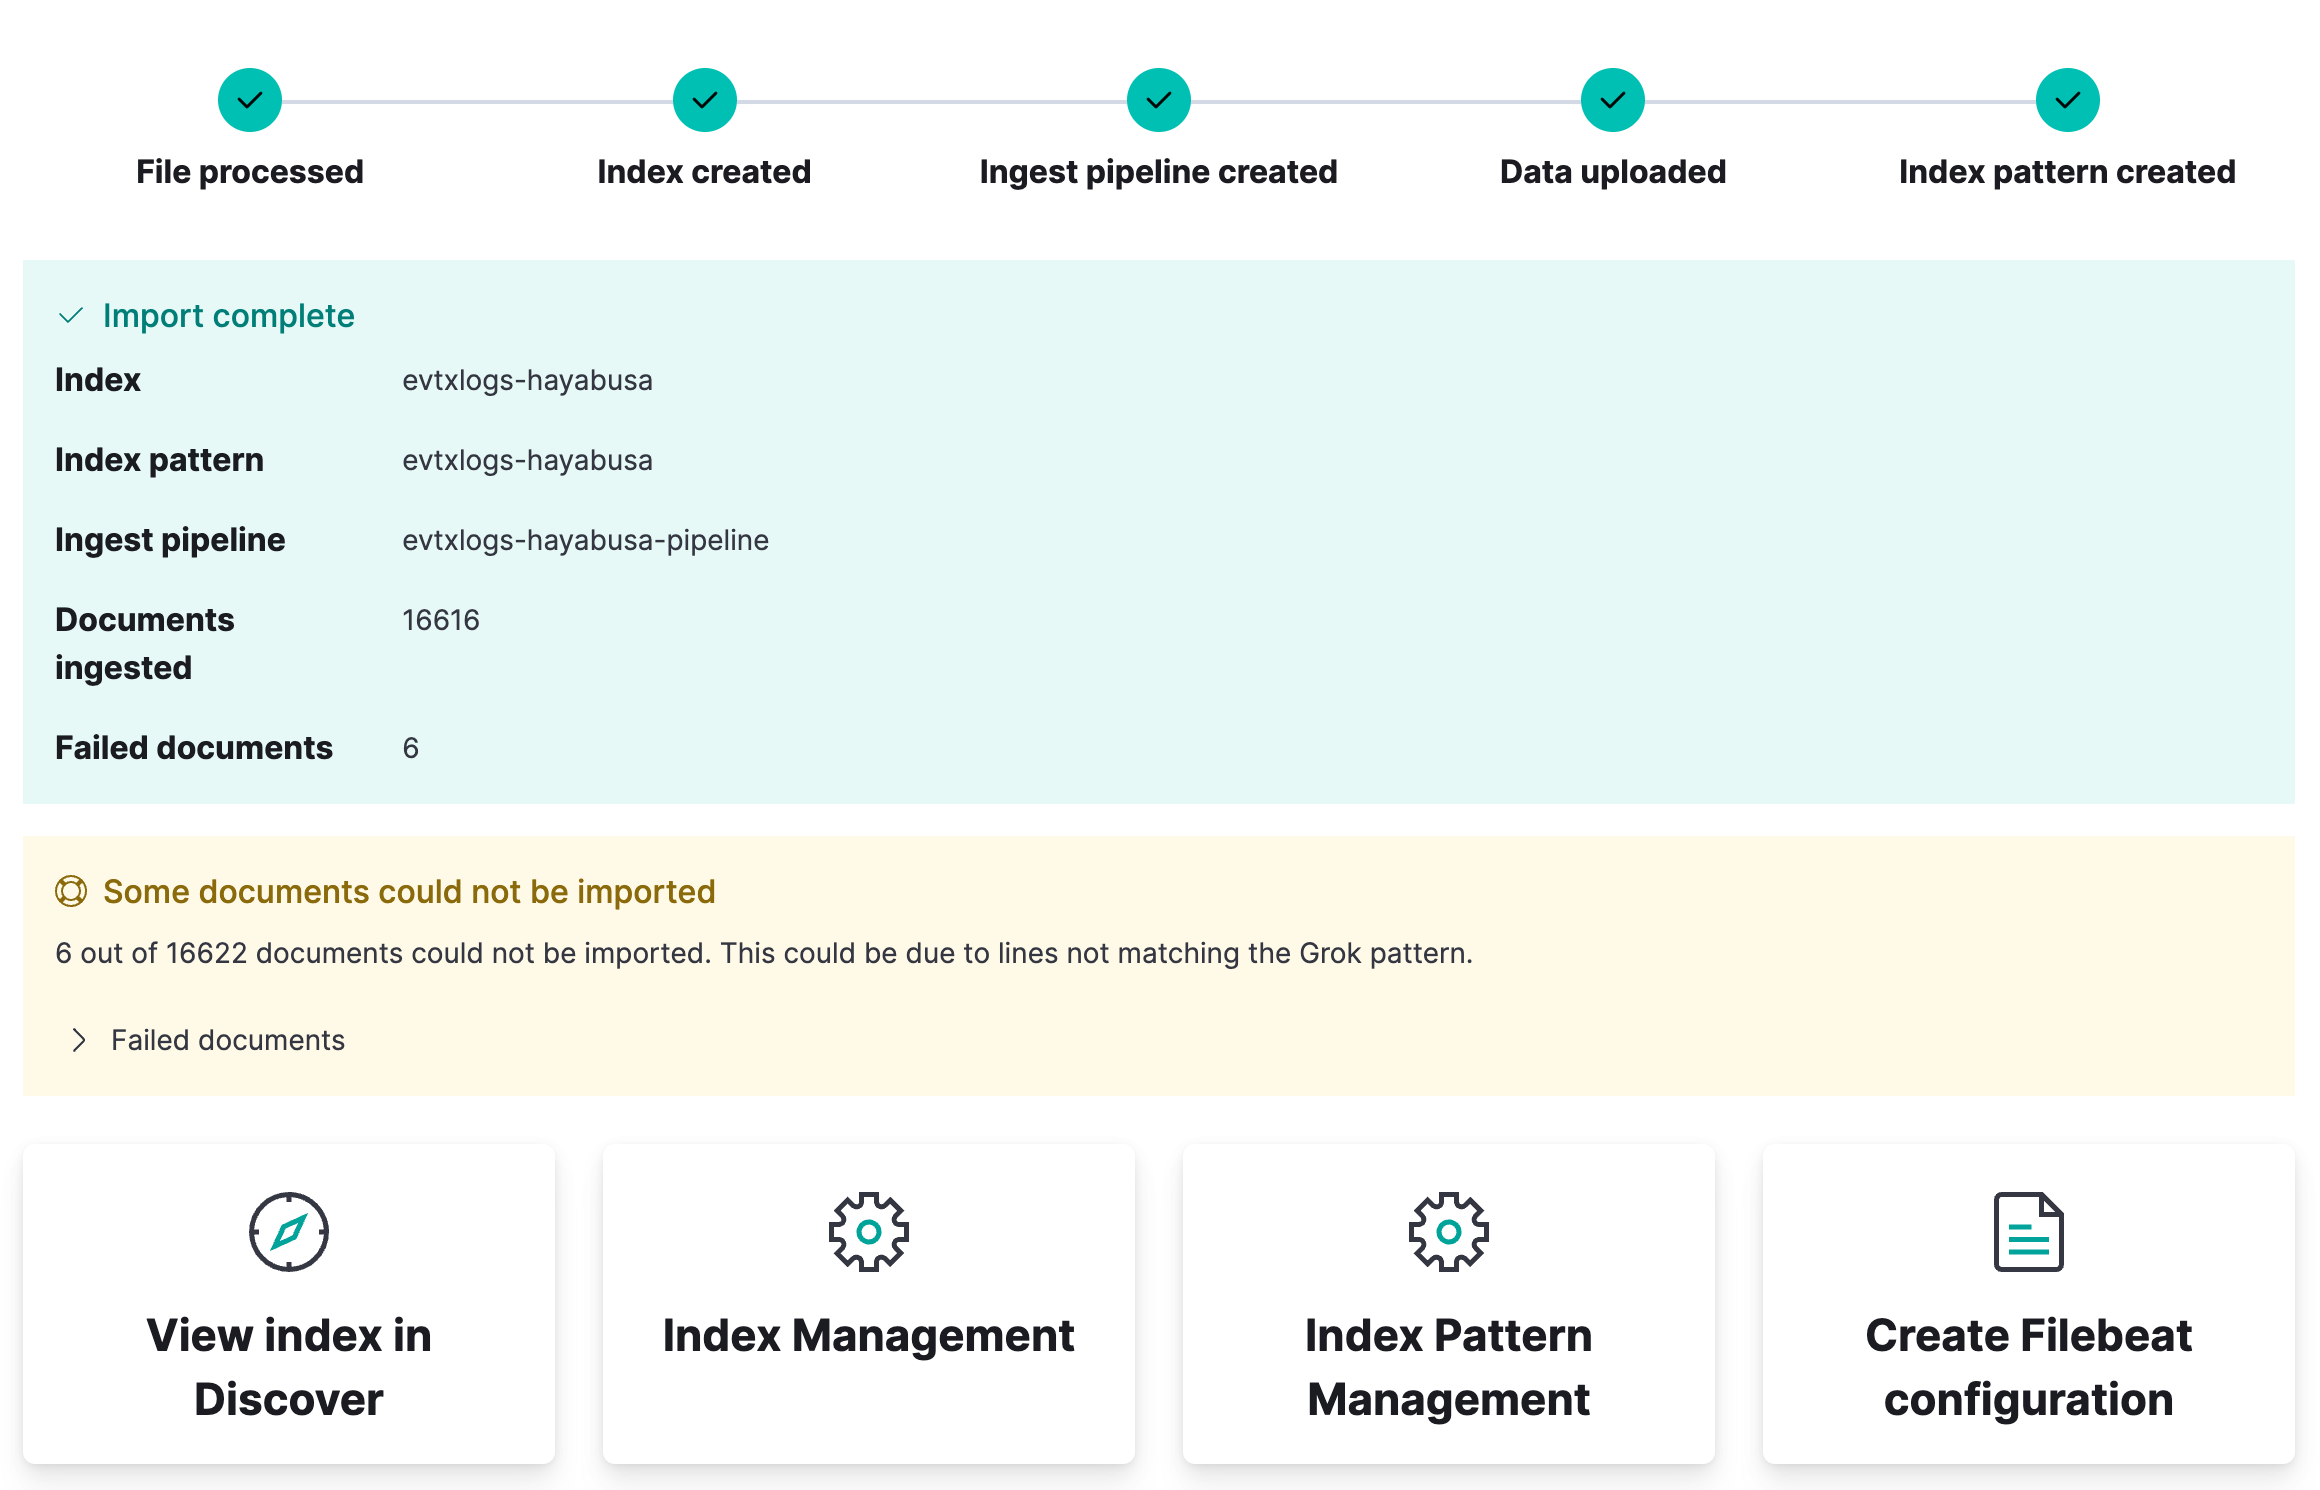 File processed
Index created
Ingest pipeline created
Data uploaded
Index pattern created
Import complete
Index
evtxlogs-hayabusa
Index pattern
evtxlogs-hayabusa
Ingest pipeline
evtxlogs-hayabusa-pipeline
Documents
ingested
16616
Failed documents
6
Some documents could not be imported
6 out of 16622 documents could not be imported. This could be due to lines not matching the Grok pattern.
Failed documents
View index in
Discover
Index Management
Index Pattern
Management
Create Filebeat
configuration